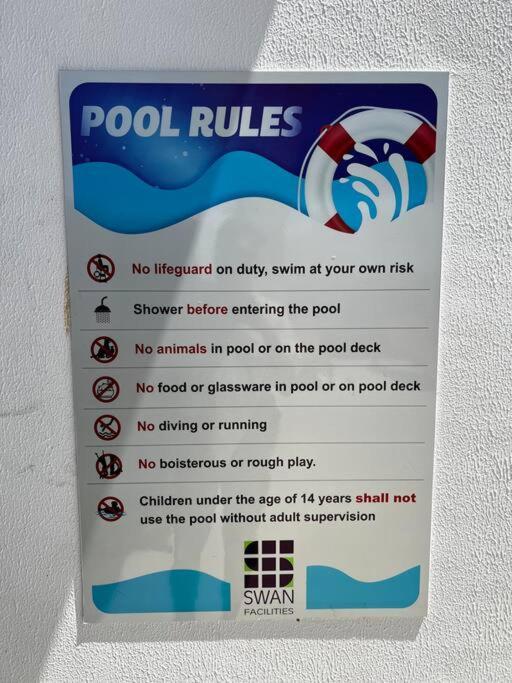 POOL RULES
No lifeguard on duty, swim at your own risk
Shower before entering the pool
No animals in pool or on the pool deck
No food or glassware in pool or on pool deck
No diving or running
No boisterous or rough play.
Children under the age of 14 years shall not
use the pool without adult supervision
SWAN
FACILITIES